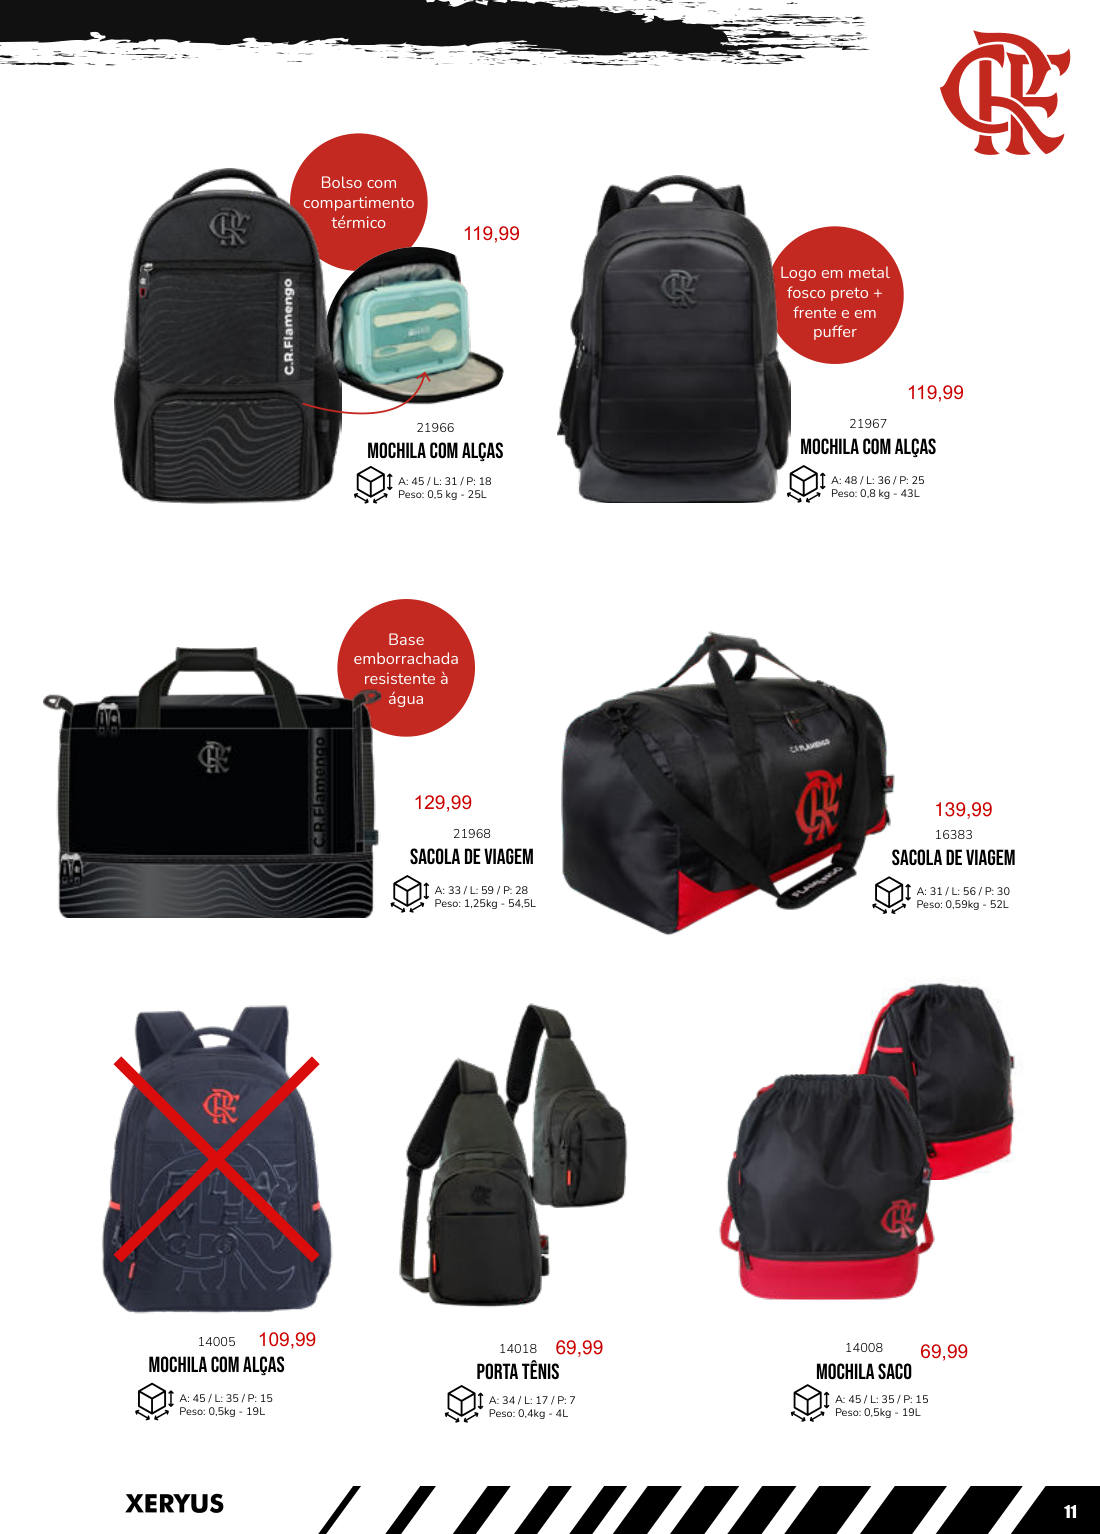 Bolso com
compartimento
térmico
119,99
C.R.Flamengo
21966
MOCHILA COM ALÇAS
A: 45 / L: 31 / P: 18
Peso: 0,5 kg - 25L
Logo em metal
fosco preto +
frente e em
puffer
119,99
21967
MOCHILA COM ALÇAS
A: 48 / L: 36 / P: 25
Peso: 0,8 kg - 43L
Base
emborrachada
resistente à
água
C.R.Flamengo
129,99
21968
SACOLA DE VIAGEM
A: 33 / L: 59 / P: 28
Peso: 1,25kg - 54,5L
C.R.FLAMENGO
FLAMENGO
139,99
16383
SACOLA DE VIAGEM
A: 31 / L: 56 / P: 30
Peso: 0,59kg - 52L
14005 109,99
MOCHILA COM ALÇAS
A: 45 / L: 35 / P: 15
Peso: 0,5kg - 19L
14018 69,99
PORTA TÊNIS
A: 34 / L: 17 / P: 7
Peso: 0,4kg - 4L
14008 69,99
MOCHILA SACO
A: 45 / L: 35 / P: 15
Peso: 0,5kg - 19L
XERYUS
11